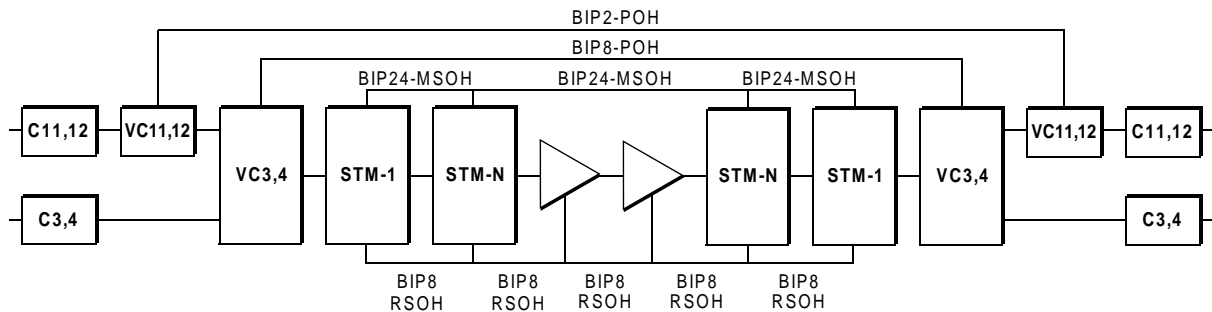 BIP2-POH
BIP8-POH
BIP24-MSOH BIP24-MSOH BIP24-MSOH
C11,12 VC11,12 VC11,12 C11,12
VC3,4 STM-1 STM-N STM-N STM-1 VC3,4
C3,4 C3,4
BIP8 BIP8 BIP8 BIP8 BIP8
RSOH RSOH RSOH RSOH RSOH